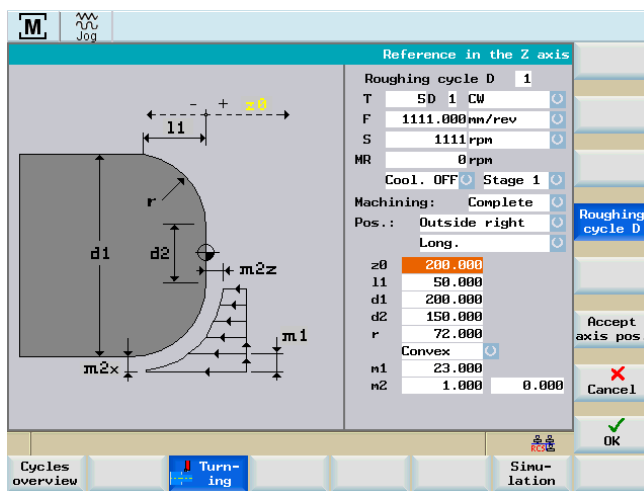 M
Jog
Reference in the Z axis
- + z0
l1
r
d1
d2
m2z
m1
m2x
Roughing cycle D 1
T 5 D 1 CW
F 1111.000 mm/rev
S 1111 rpm
MR 0 rpm
Cool. OFF Stage 1
Machining: Complete
Pos.: Outside right
Long.
z0 200.000
l1 50.000
d1 200.000
d2 150.000
r 72.000
Convex
m1 23.000
m2 1.000 0.000
Roughing
cycle D
Accept
axis pos
Cancel
OK
RCS
Cycles
overview
Turn-
ing
Simu-
lation